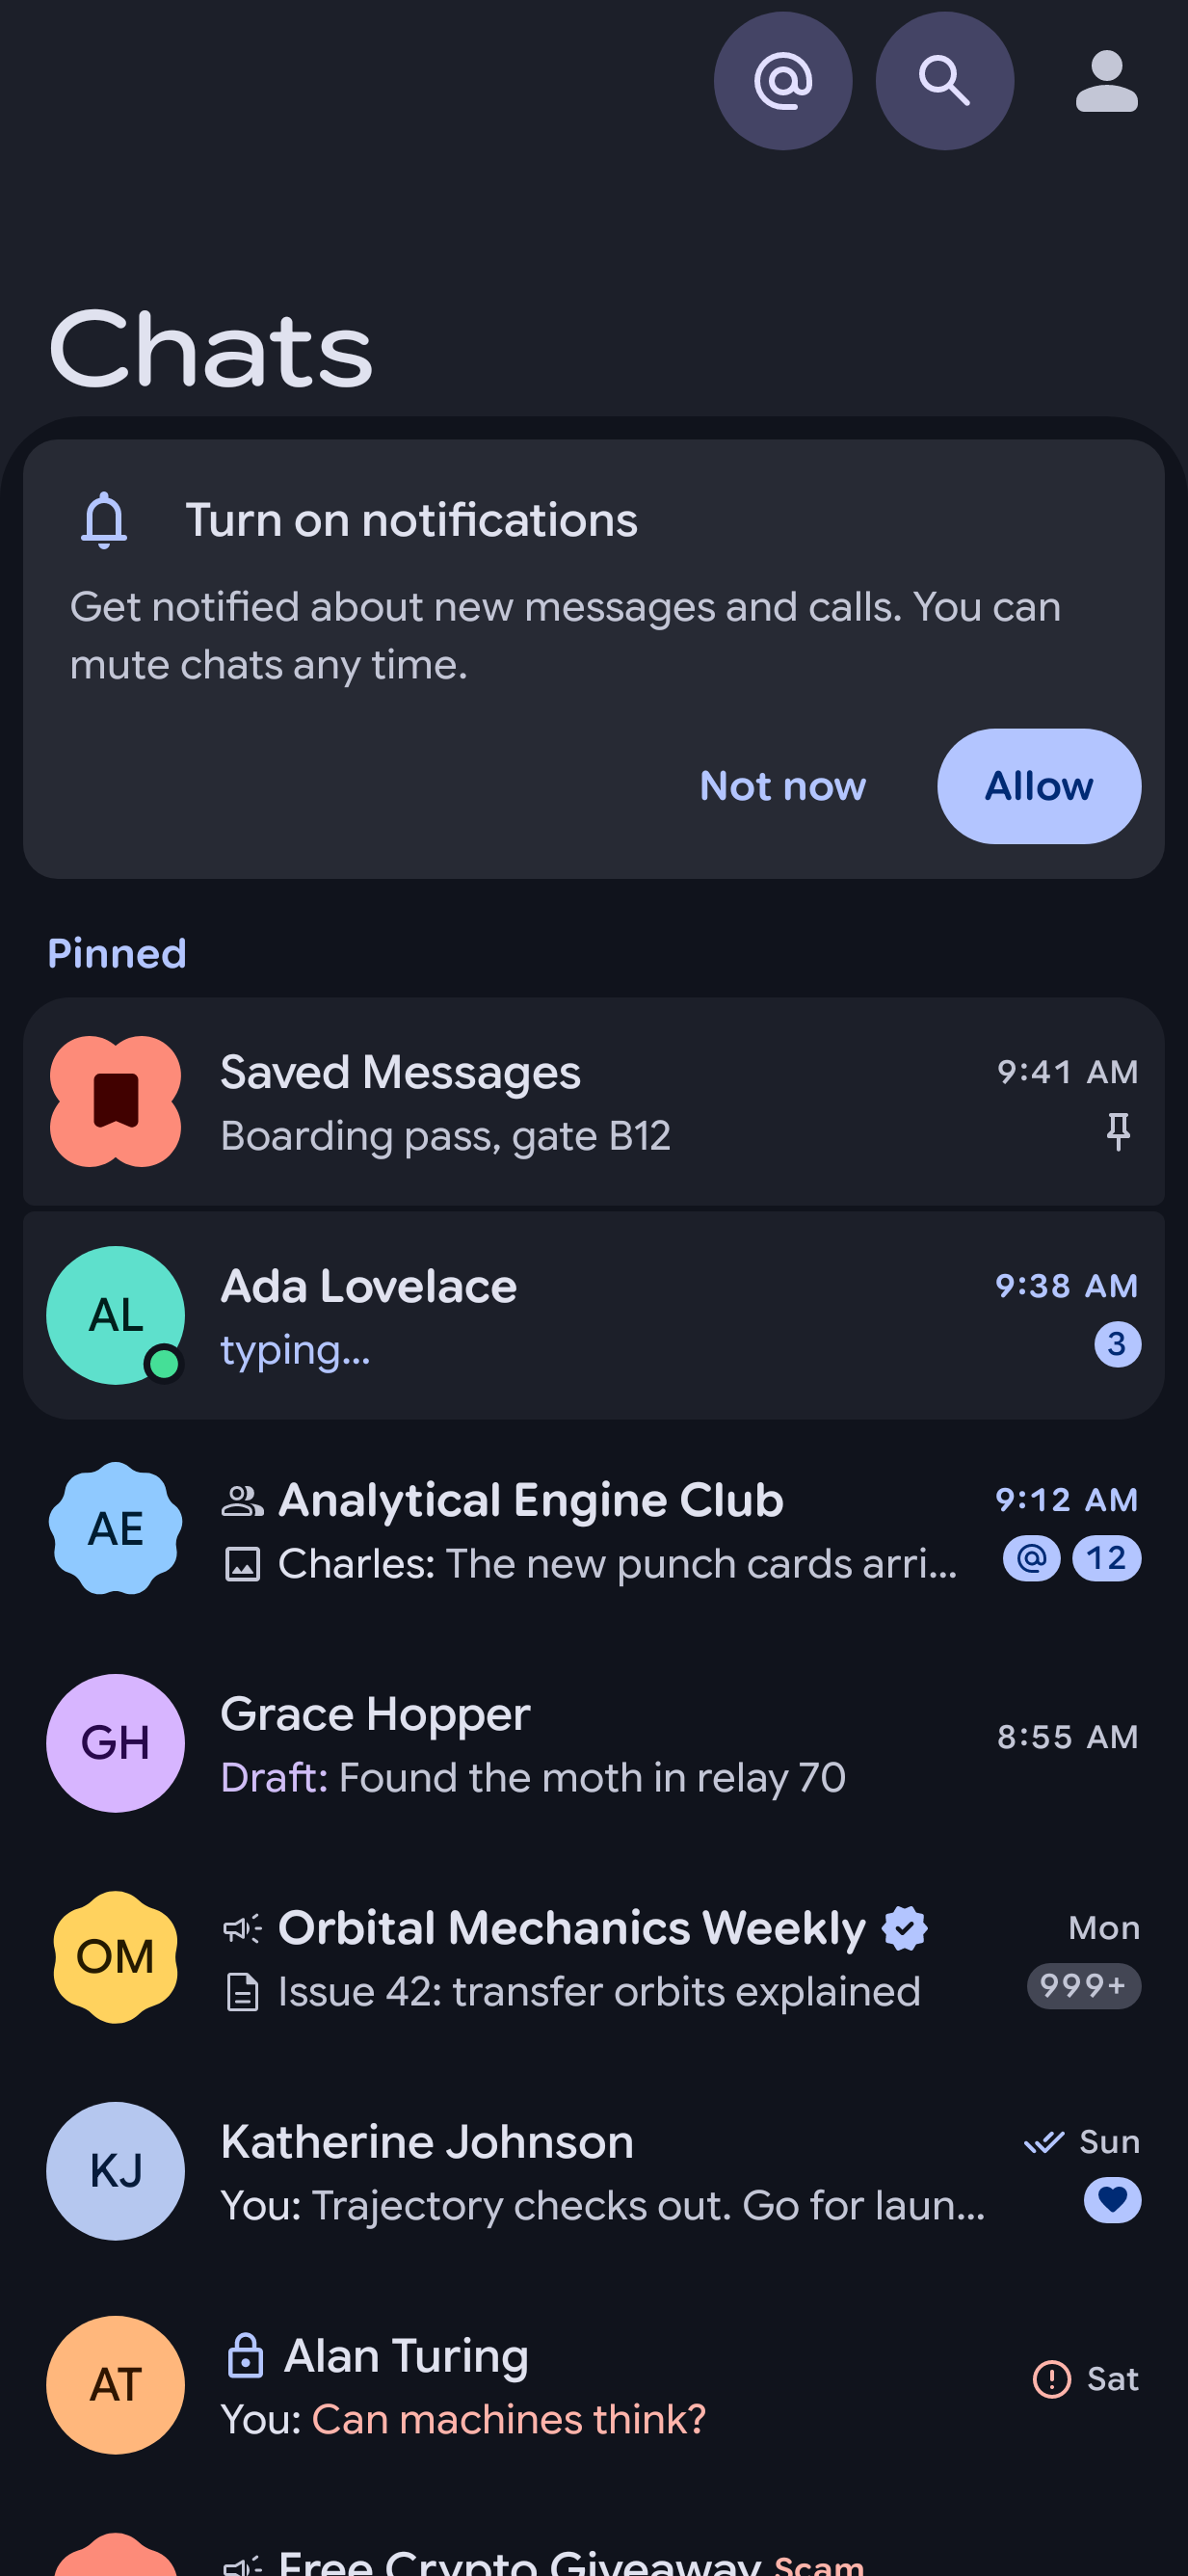 Chats
Turn on notifications
Get notified about new messages and calls. You can
mute chats any time.
Not now
Allow
Pinned
Saved Messages
9:41 AM
Boarding pass, gate B12
AL
Ada Lovelace
9:38 AM
typing...
3
AE
Analytical Engine Club
9:12 AM
Charles: The new punch cards arri...
@ 12
GH
Grace Hopper
8:55 AM
Draft: Found the moth in relay 70
OM
Orbital Mechanics Weekly
Mon
Issue 42: transfer orbits explained
999+
KJ
Katherine Johnson
Sun
You: Trajectory checks out. Go for laun...
AT
Alan Turing
Sat
You: Can machines think?
Free Crypto Giveaway Scam